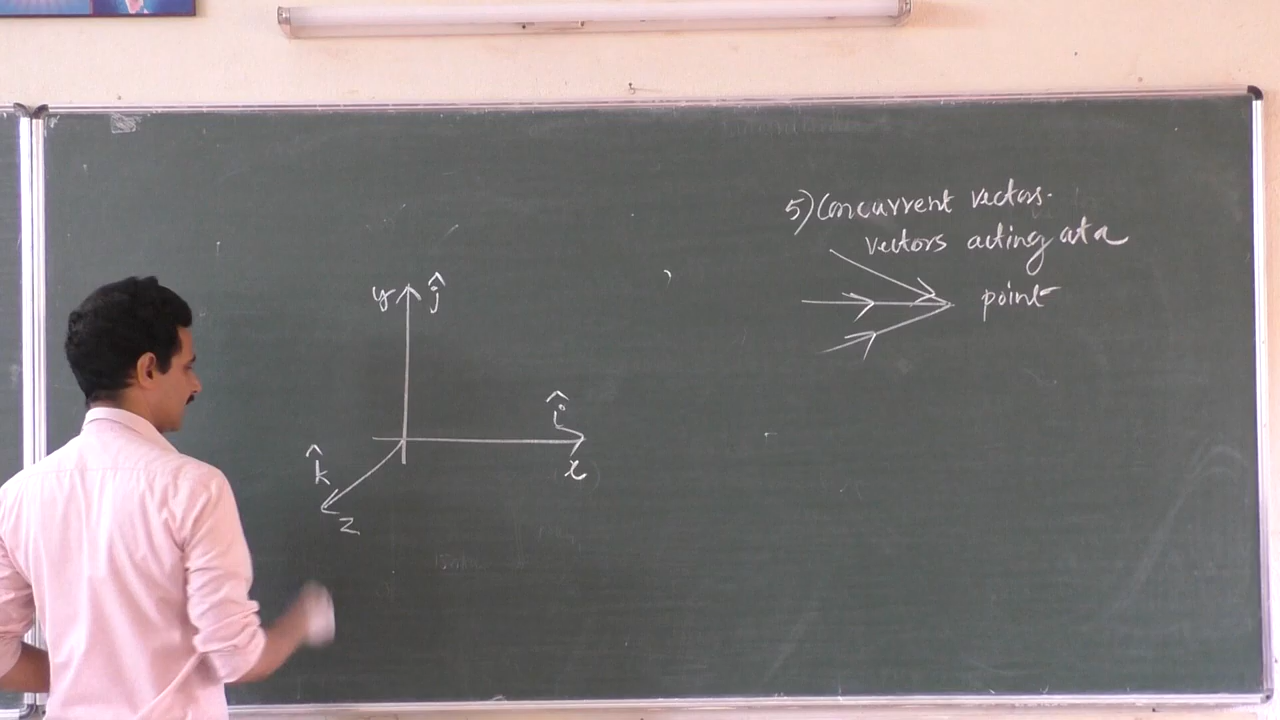 5) Concurrent vectors.
vectors acting at a
point
y ĵ
î
x
k̂
z